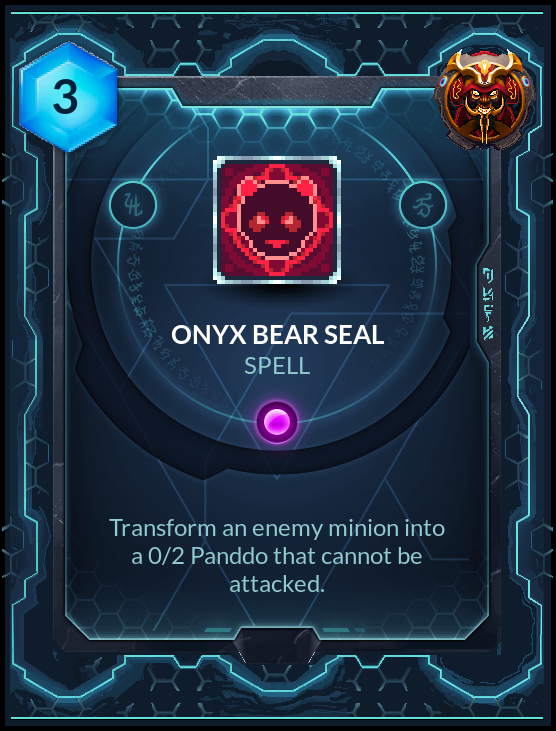 3
ONYX BEAR SEAL
SPELL
Transform an enemy minion into
a 0/2 Panddo that cannot be
attacked.